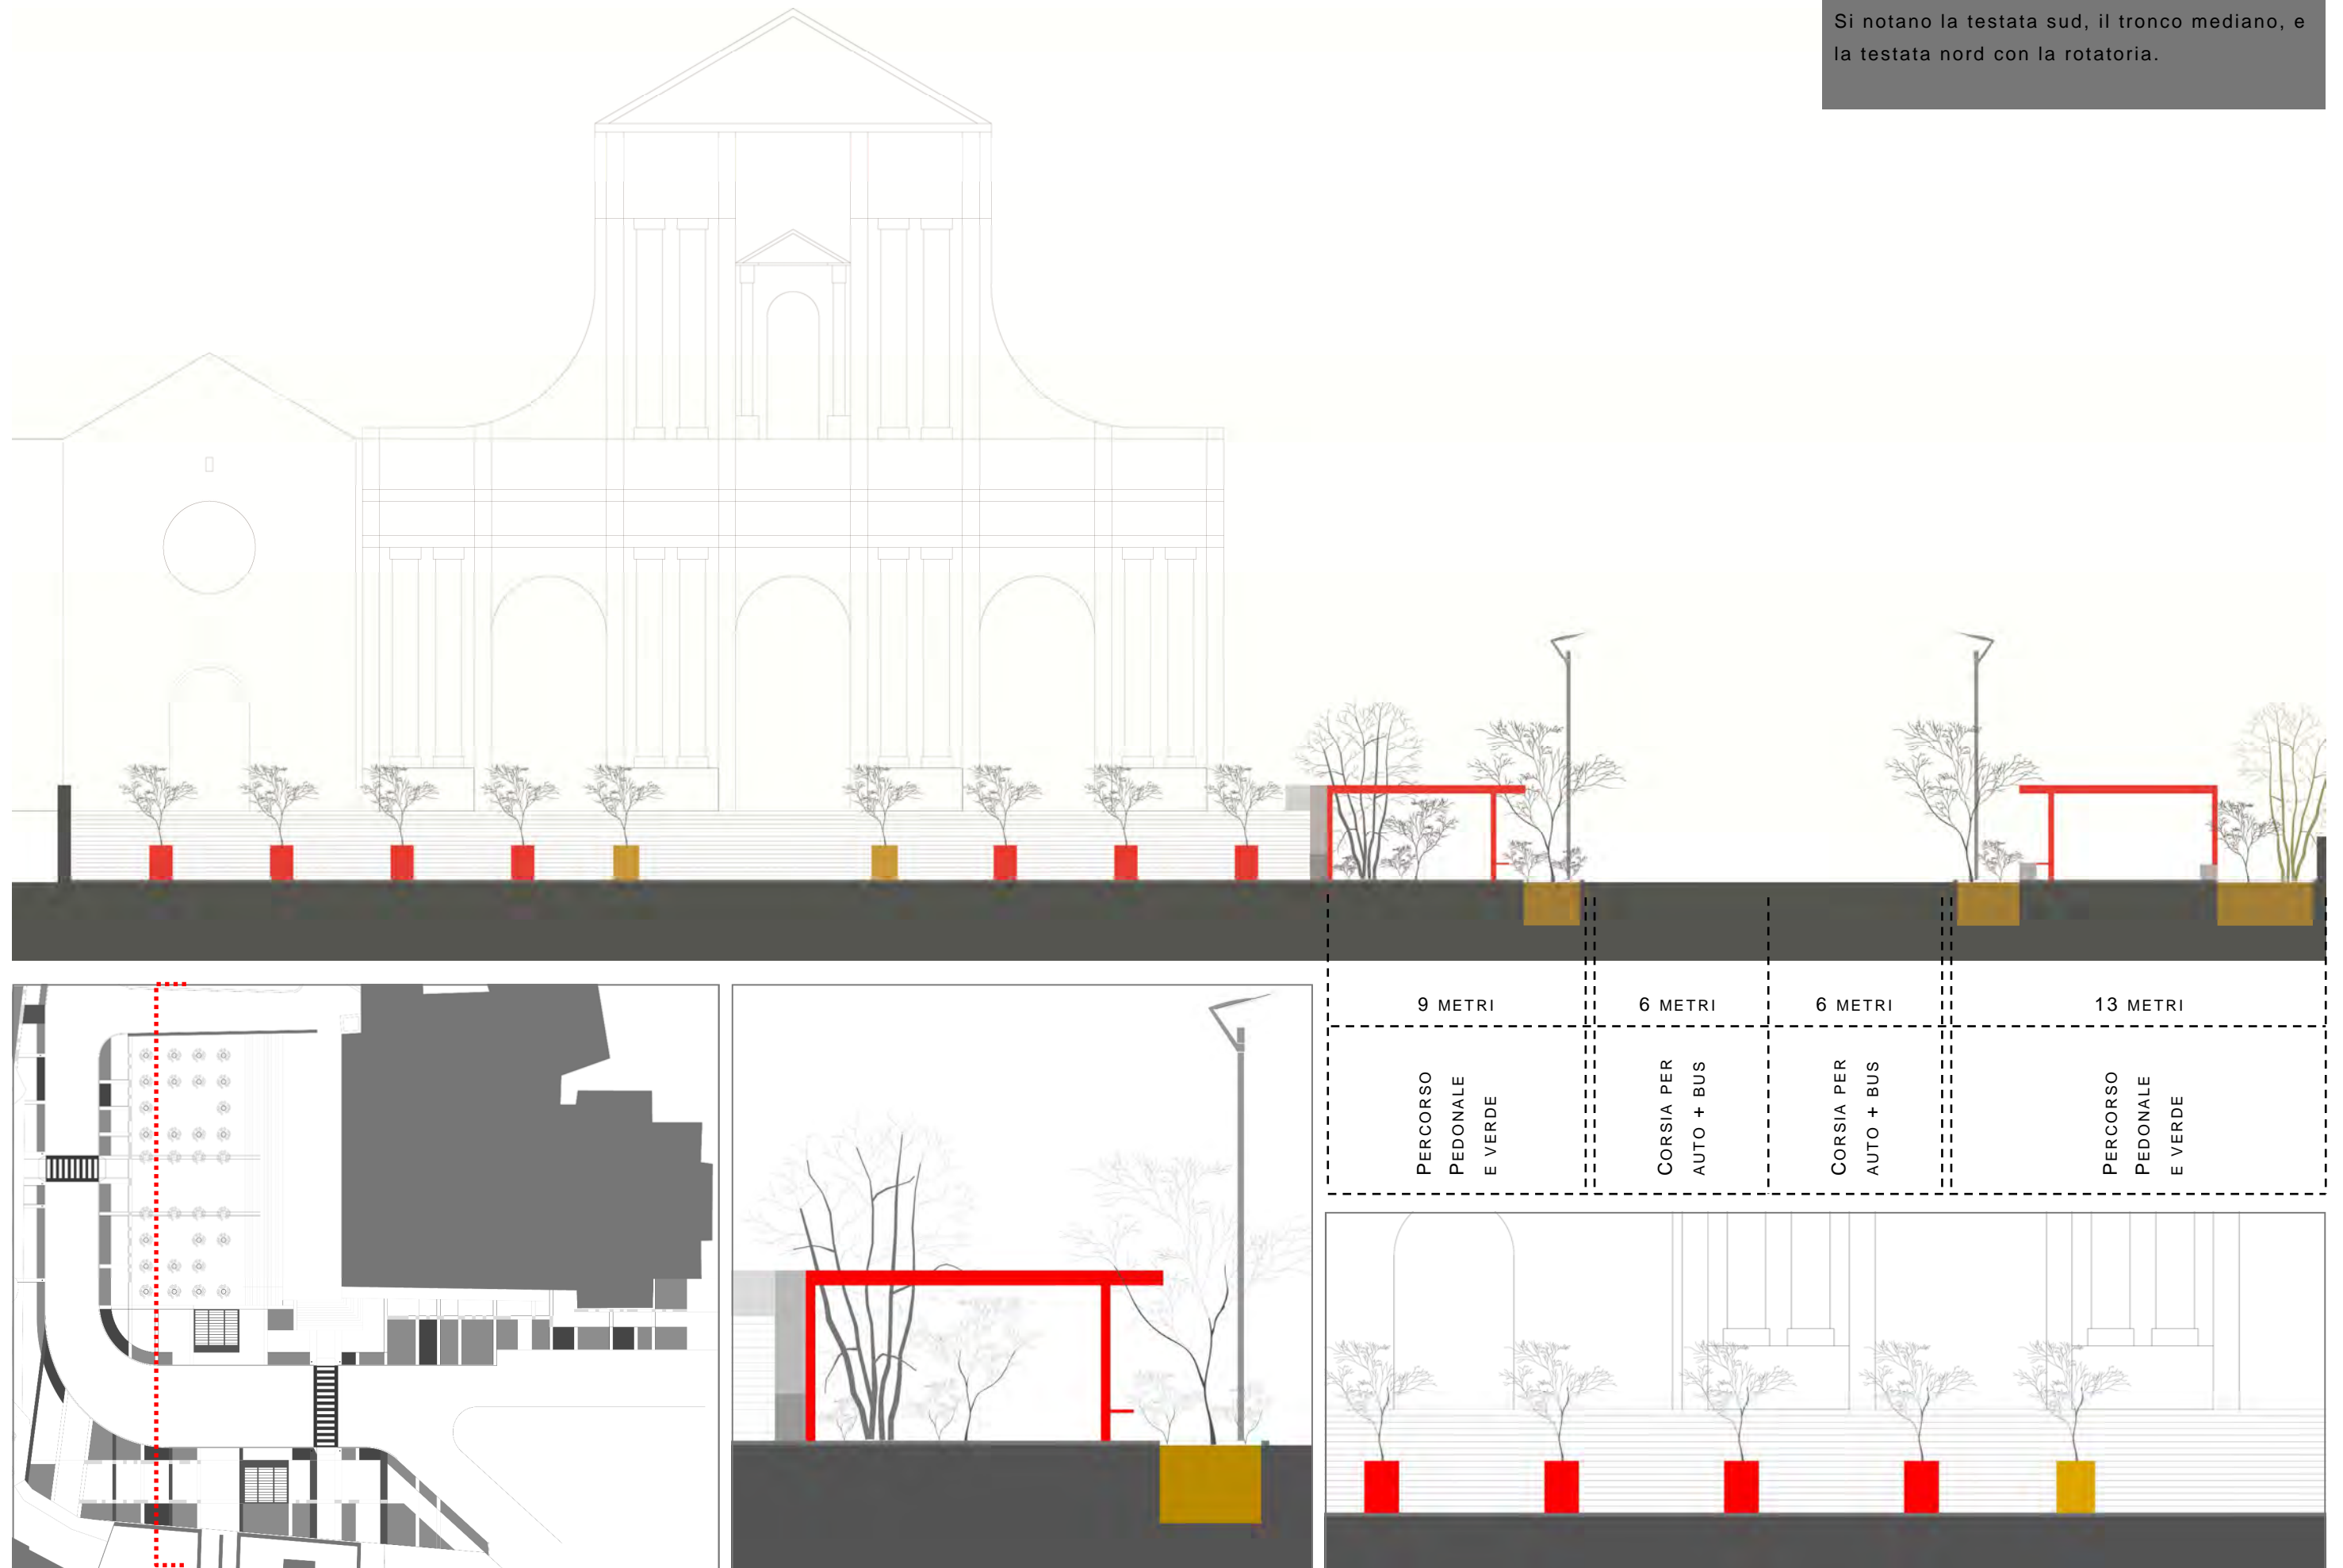 Si notano la testata sud, il tronco mediano, e
la testata nord con la rotatoria.
9 METRI
6 METRI
6 METRI
13 METRI
PERCORSO
PEDONALE
E VERDE
CORSIA PER
AUTO + BUS
CORSIA PER
AUTO + BUS
PERCORSO
PEDONALE
E VERDE